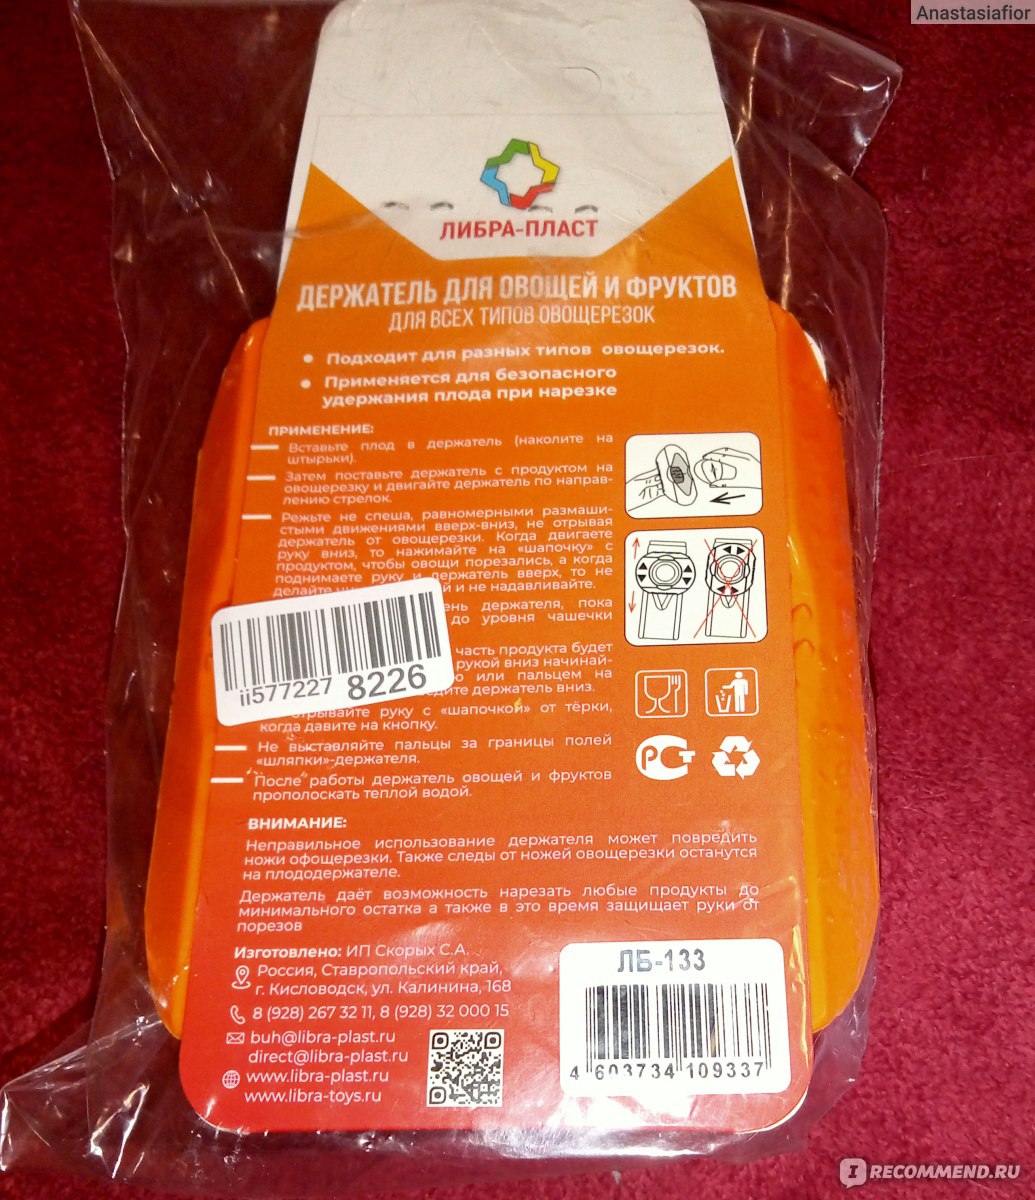 Anastasiafior
ЛИБРА-ПЛАСТ
ДЕРЖАТЕЛЬ ДЛЯ ОВОЩЕЙ И ФРУКТОВ
ДЛЯ ВСЕХ ТИПОВ ОВОЩЕРЕЗОК
• Подходит для разных типов овощерезок.
• Применяется для безопасного
удержания плода при нарезке
ПРИМЕНЕНИЕ:
Вставьте плод в держатель (наколите на
штырьки).
Затем поставьте держатель с продуктом на
овощерезку и двигайте держатель по направ-
лению стрелок.
Режьте не спеша, равномерными размаши-
стыми движениями вверх-вниз, не отрывая
держатель от овощерезки. Когда двигаете
руку вниз, то нажимайте на «шапочку» с
продуктом, чтобы овощи порезались, а когда
поднимаете руку и держатель вверх, то не
делайте й и не надавливайте.
ень держателя, пока
до уровня чашечки
часть продукта будет
рукой вниз начинай-
о или пальцем на
дите держатель вниз.
отрывайте руку с «шапочкой» от тёрки,
когда давите на кнопку.
Не выставляйте пальцы за границы полей
«шляпки»-держателя.
После работы держатель овощей и фруктов
прополоскать теплой водой.
ii577227 8226
РСТ
ВНИМАНИЕ:
Неправильное использование держателя может повредить
ножи офощерезки. Также следы от ножей овощерезки останутся
на плододержателе.
Держатель даёт возможность нарезать любые продукты до
минимального остатка а также в это время защищает руки от
порезов
Изготовлено: ИП Скорых С.А.
Россия, Ставропольский край,
г. Кисловодск, ул. Калинина, 168
8 (928) 267 32 11, 8 (928) 32 000 15
buh@libra-plast.ru
direct@libra-plast.ru
www.libra-plast.ru
www.libra-toys.ru
ЛБ-133
4 603734 109337
IRECOMMEND.RU